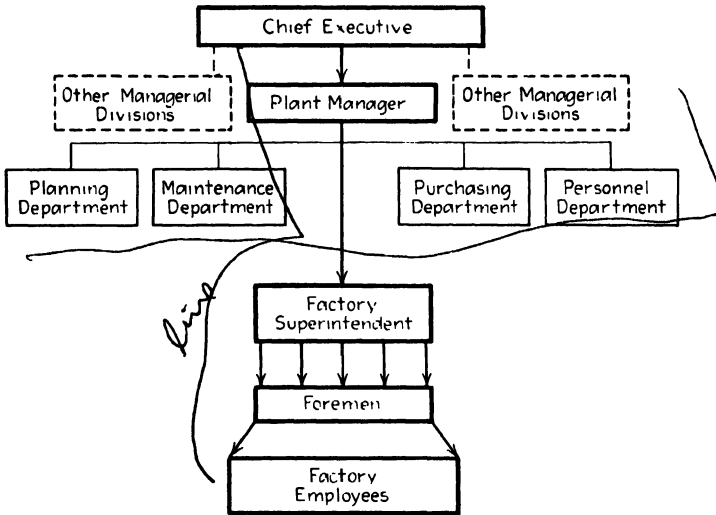 Chief Executive
Other Managerial
Divisions
Plant Manager
Other Managerial
Divisions
Planning
Department
Maintenance
Department
Purchasing
Department
Personnel
Department
Factory
Superintendent
line
Foremen
Factory
Employees